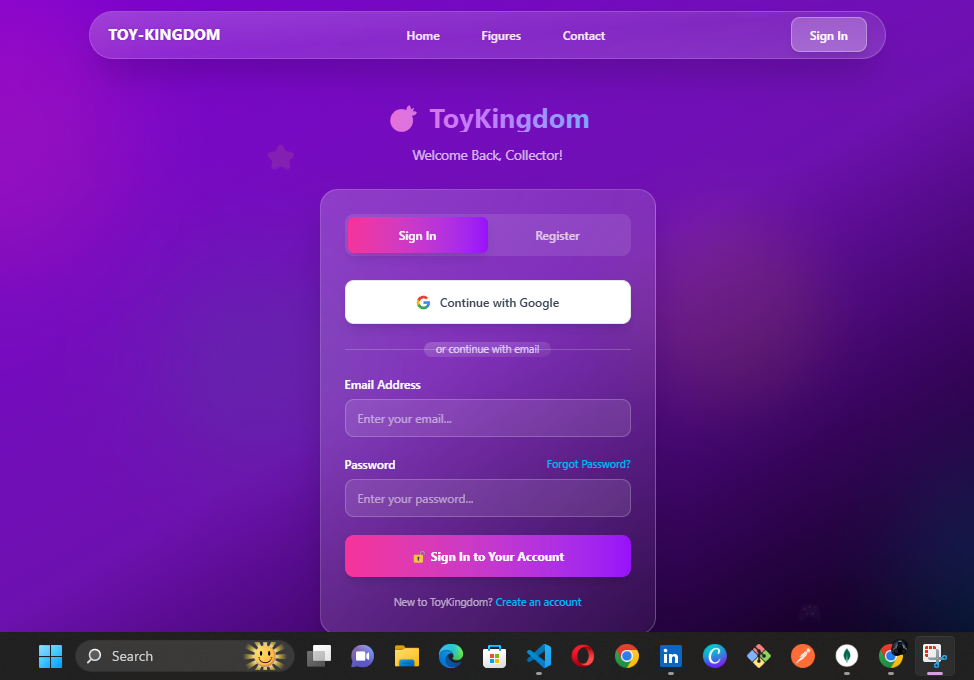 TOY-KINGDOM
Home
Figures
Contact
Sign In
ToyKingdom
Welcome Back, Collector!
Sign In
Register
Continue with Google
or continue with email
Email Address
Enter your email...
Password
Forgot Password?
Enter your password...
Sign In to Your Account
New to ToyKingdom? Create an account
Search
in